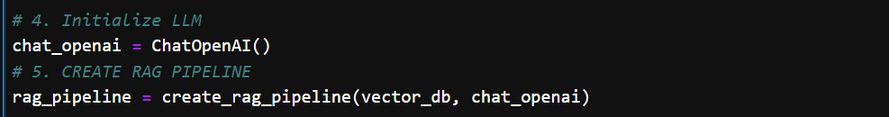 # 4. Initialize LLM
chat_openai = ChatOpenAI()
# 5. CREATE RAG PIPELINE
rag_pipeline = create_rag_pipeline(vector_db, chat_openai)